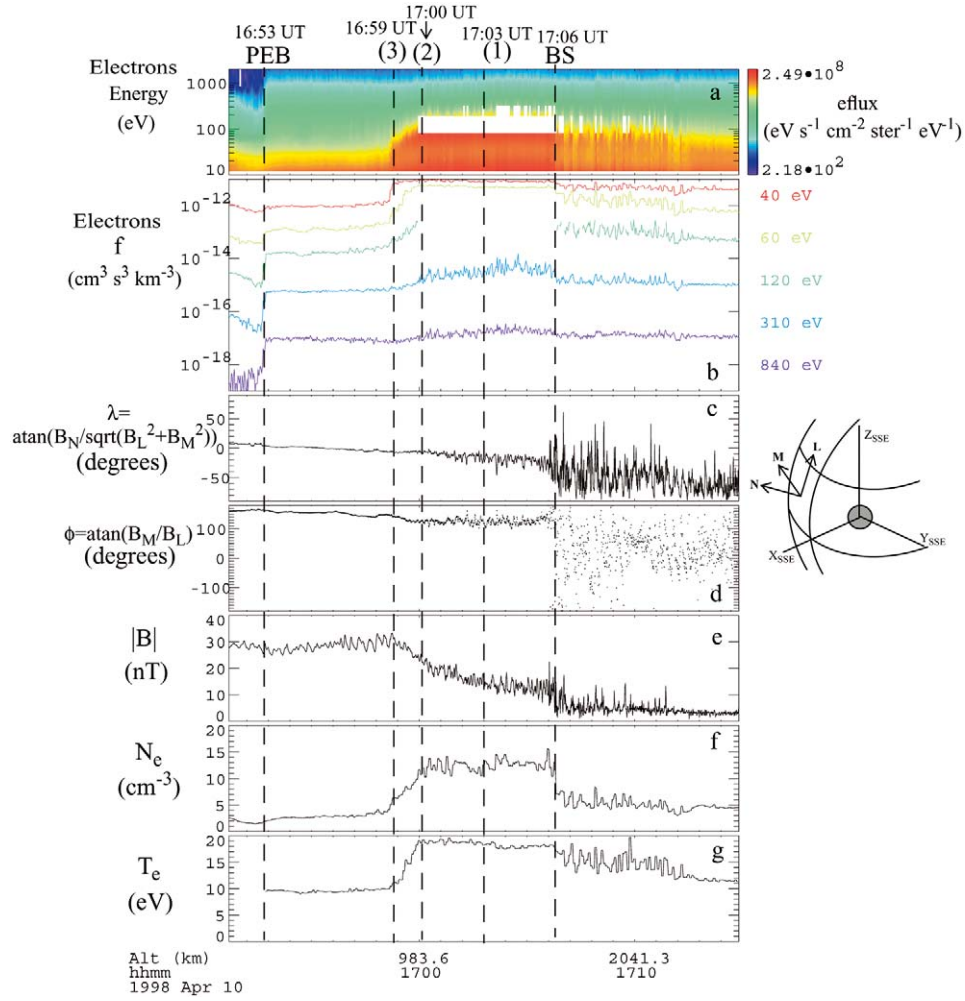 17:00 UT
16:53 UT 16:59 UT 17:03 UT 17:06 UT
PEB (3) (2) (1) BS
Electrons
Energy
(eV)
1000
100
10
a
2.49•10^8
eflux
(eV s^-1 cm^-2 ster^-1 eV^-1)
2.18•10^2
Electrons
f
(cm^3 s^3 km^-3)
10^-12
10^-14
10^-16
10^-18
b
40 eV
60 eV
120 eV
310 eV
840 eV
λ=
atan(B_N/sqrt(B_L^2+B_M^2))
(degrees)
50
0
-50
c
ϕ=atan(B_M/B_L)
(degrees)
100
0
-100
d
|B|
(nT)
40
30
20
10
0
e
N_e
(cm^-3)
20
15
10
5
0
f
T_e
(eV)
20
15
10
5
0
g
Z_SSE
L
M
N
X_SSE
Y_SSE
Alt (km) 983.6 2041.3
hhmm 1700 1710
1998 Apr 10